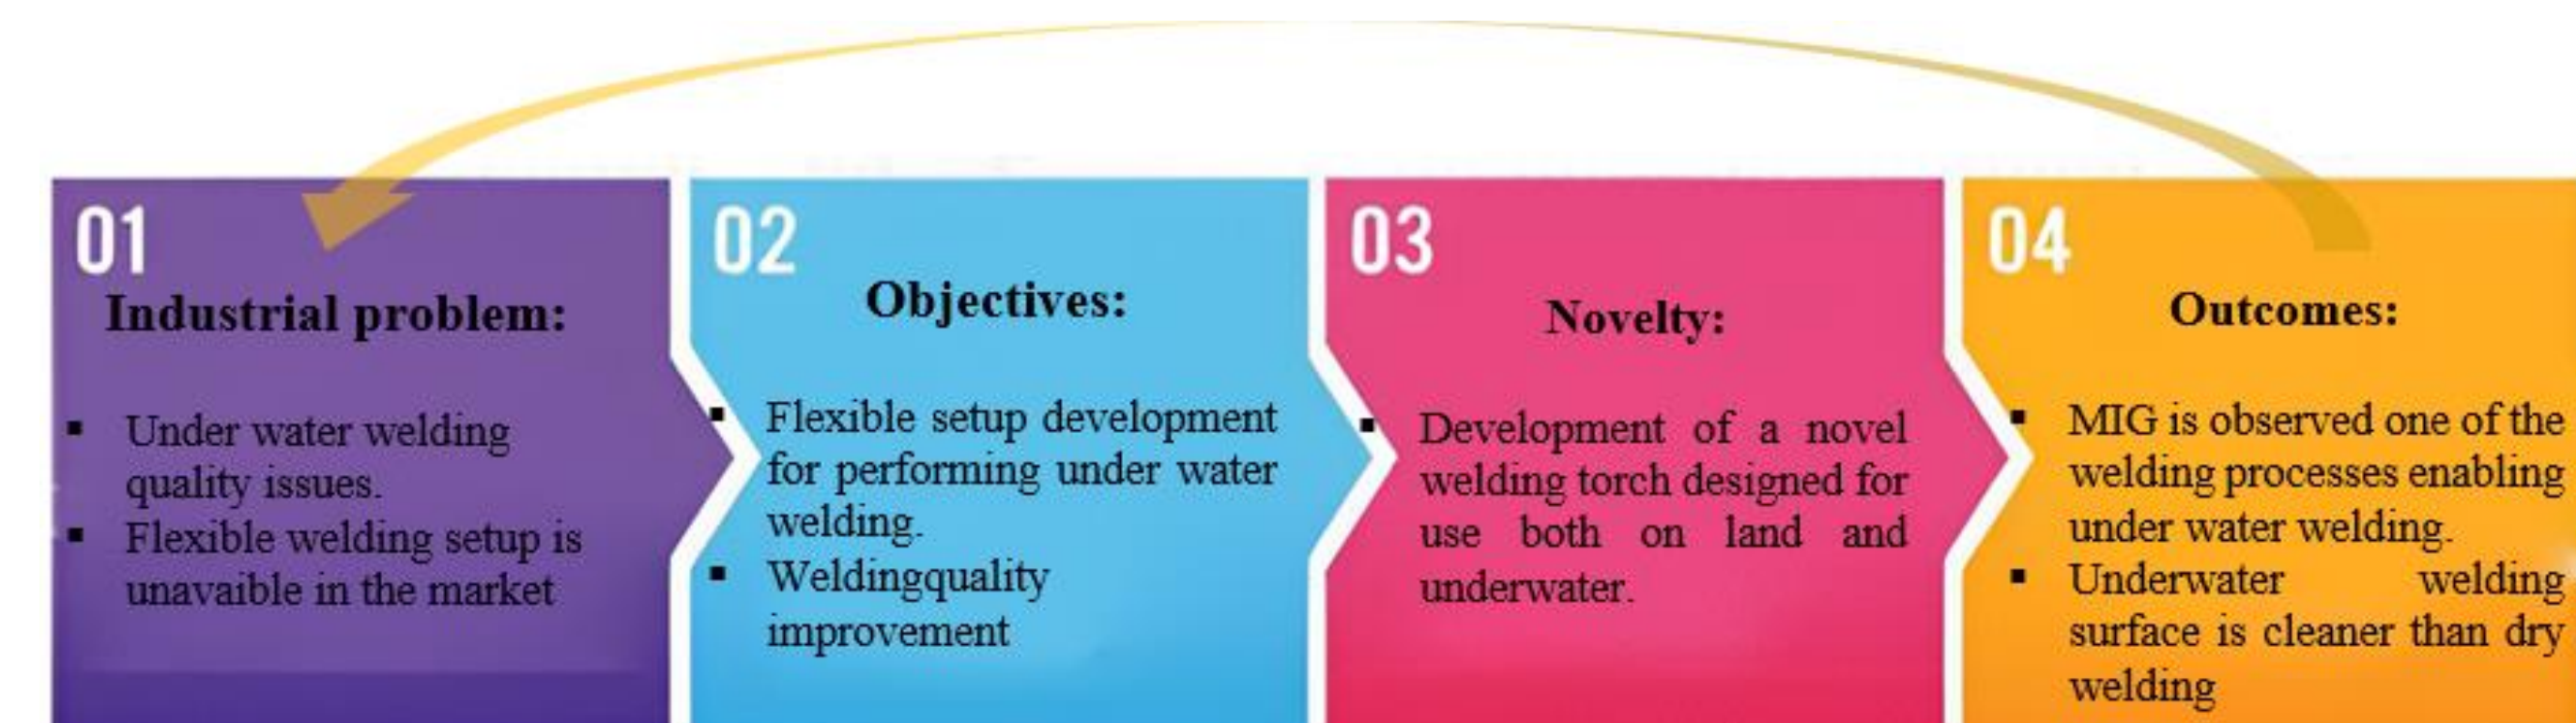 01
Industrial problem:
▪ Under water welding
quality issues.
▪ Flexible welding setup is
unavaible in the market
02
Objectives:
▪ Flexible setup development
for performing under water
welding.
▪ Weldingquality
improvement
03
Novelty:
▪ Development of a novel
welding torch designed for
use both on land and
underwater.
04
Outcomes:
▪ MIG is observed one of the
welding processes enabling
under water welding.
▪ Underwater welding
surface is cleaner than dry
welding